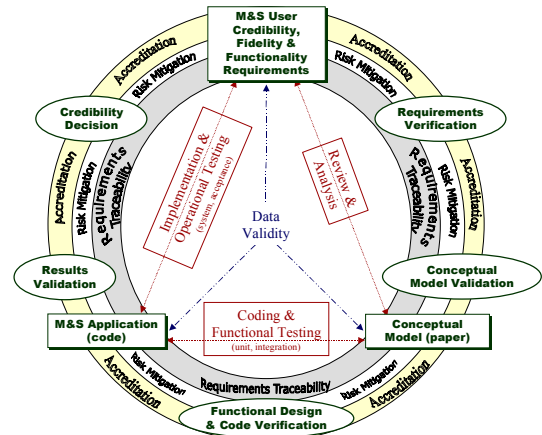 M&S User
Credibility,
Fidelity &
Functionality
Requirements
Accreditation
Risk Mitigation
Accreditation
Risk Mitigation
Credibility
Decision
Requirements
Verification
Accreditation
Risk Mitigation
Requirements
Traceability
Implementation &
Operational Testing
(system, acceptance)
Review &
Analysis
Requirements
Traceability
Risk Mitigation
Accreditation
Data
Validity
Results
Validation
Conceptual
Model Validation
M&S Application
(code)
Coding &
Functional Testing
(unit, integration)
Conceptual
Model (paper)
Accreditation
Risk Mitigation
Requirements Traceability
Risk Mitigation
Accreditation
Functional Design
& Code Verification